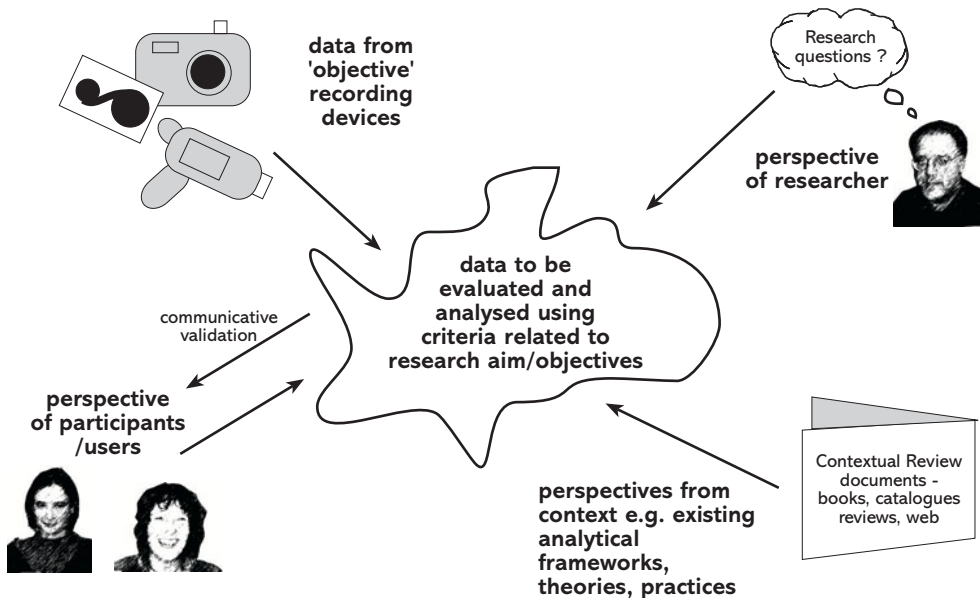 data from
'objective'
recording
devices
Research
questions ?
perspective
of researcher
data to be
evaluated and
analysed using
criteria related to
research aim/objectives
communicative
validation
perspective
of participants
/users
perspectives from
context e.g. existing
analytical
frameworks,
theories, practices
Contextual Review
documents -
books, catalogues
reviews, web